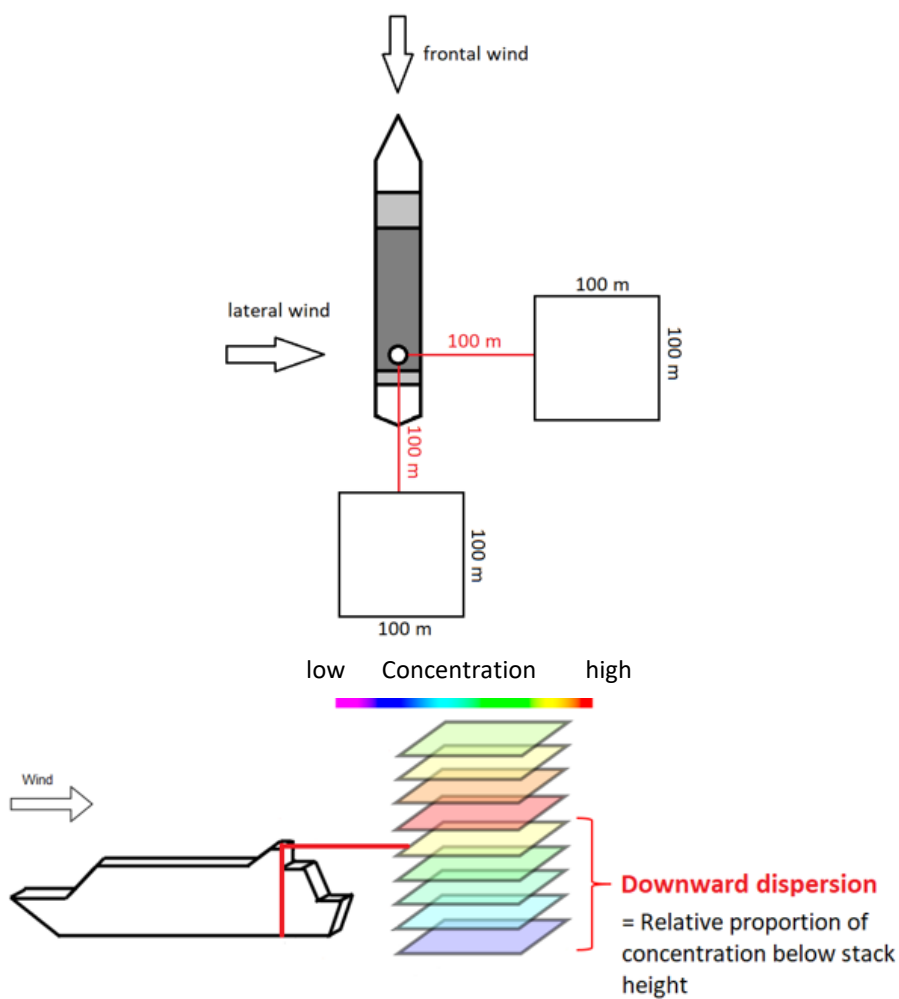 frontal wind
lateral wind
100 m
100 m
100 m
100 m
100 m
100 m
low Concentration high
Wind
Downward dispersion
= Relative proportion of
concentration below stack
height